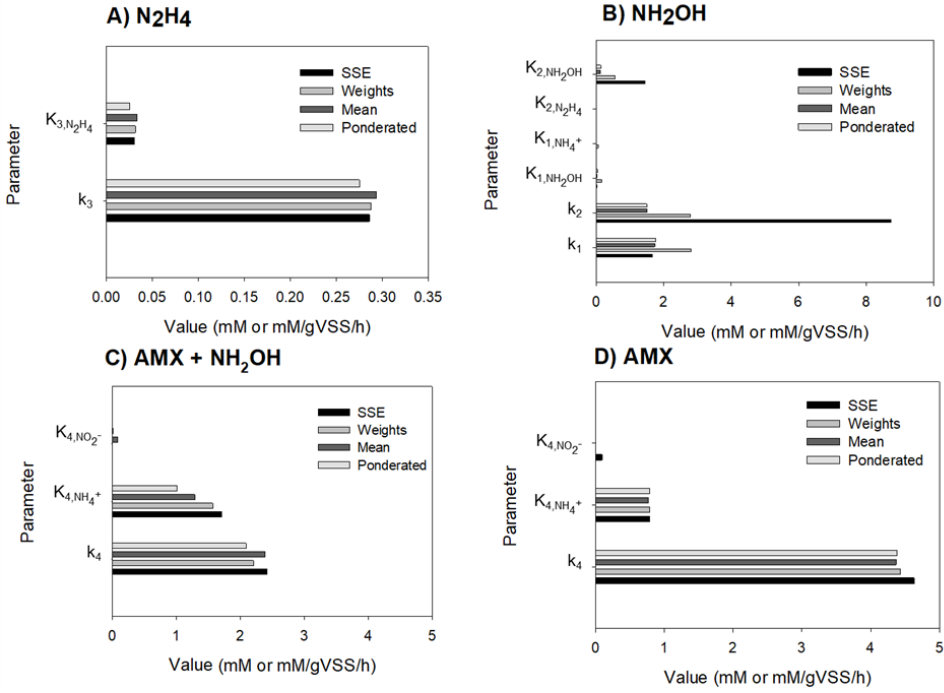 A) N₂H₄
SSE
Weights
Mean
Ponderated
K₃,N₂H₄
k₃
Parameter
0.00 0.05 0.10 0.15 0.20 0.25 0.30 0.35
Value (mM or mM/gVSS/h)
B) NH₂OH
SSE
Weights
Mean
Ponderated
K₂,NH₂OH
K₂,N₂H₄
K₁,NH₄⁺
K₁,NH₂OH
k₂
k₁
Parameter
0 2 4 6 8 10
Value (mM or mM/gVSS/h)
C) AMX + NH₂OH
SSE
Weights
Mean
Ponderated
K₄,NO₂⁻
K₄,NH₄⁺
k₄
Parameter
0 1 2 3 4 5
Value (mM or mM/gVSS/h)
D) AMX
SSE
Weights
Mean
Ponderated
K₄,NO₂⁻
K₄,NH₄⁺
k₄
Parameter
0 1 2 3 4 5
Value (mM or mM/gVSS/h)